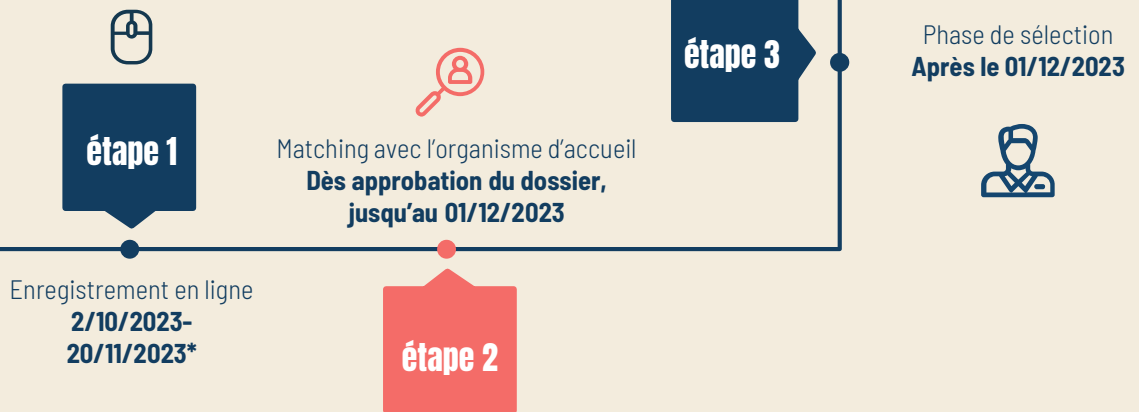 étape 1
Enregistrement en ligne
2/10/2023-
20/11/2023*
Matching avec l'organisme d'accueil
Dès approbation du dossier,
jusqu'au 01/12/2023
étape 2
étape 3
Phase de sélection
Après le 01/12/2023